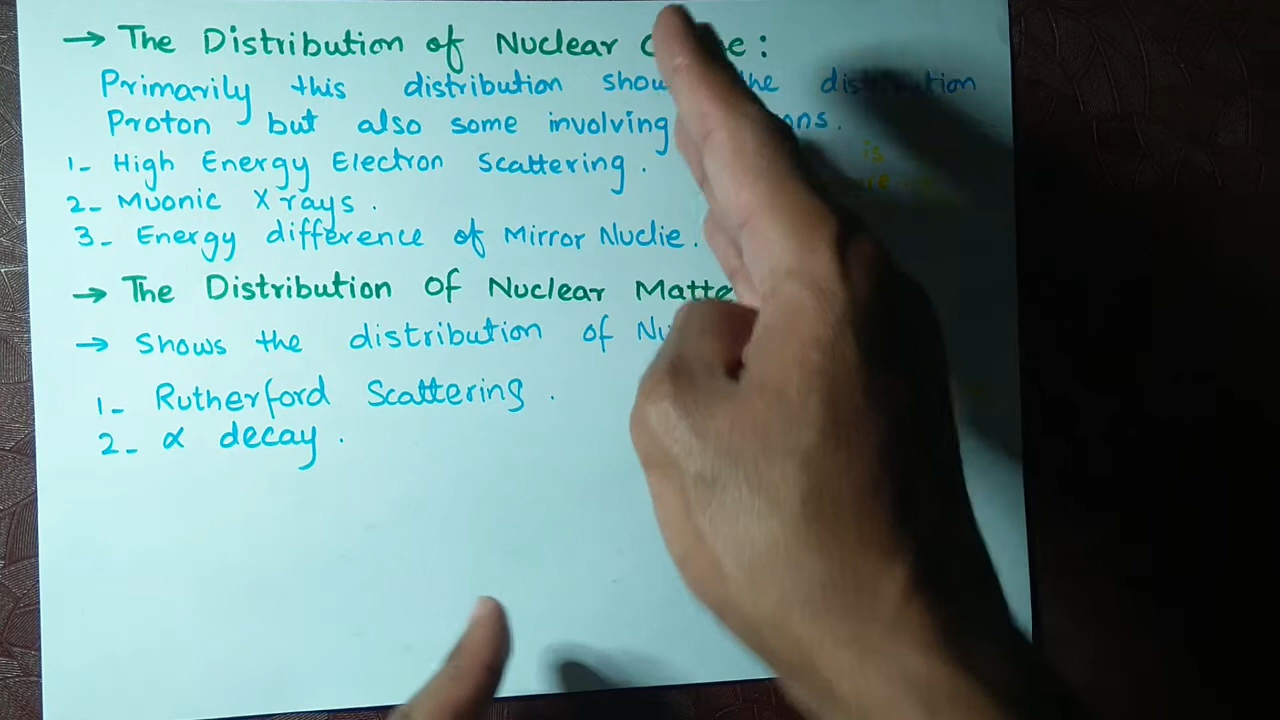 → The Distribution of Nuclear
Primarily this distribution the
Proton but also some involving
is
1- High Energy Electron Scattering.
2- Muonic X rays.
3- Energy difference of Mirror Nuclie.
→ The Distribution Of Nuclear
→ Shows the distribution of
1- Rutherford Scattering.
2- α decay.